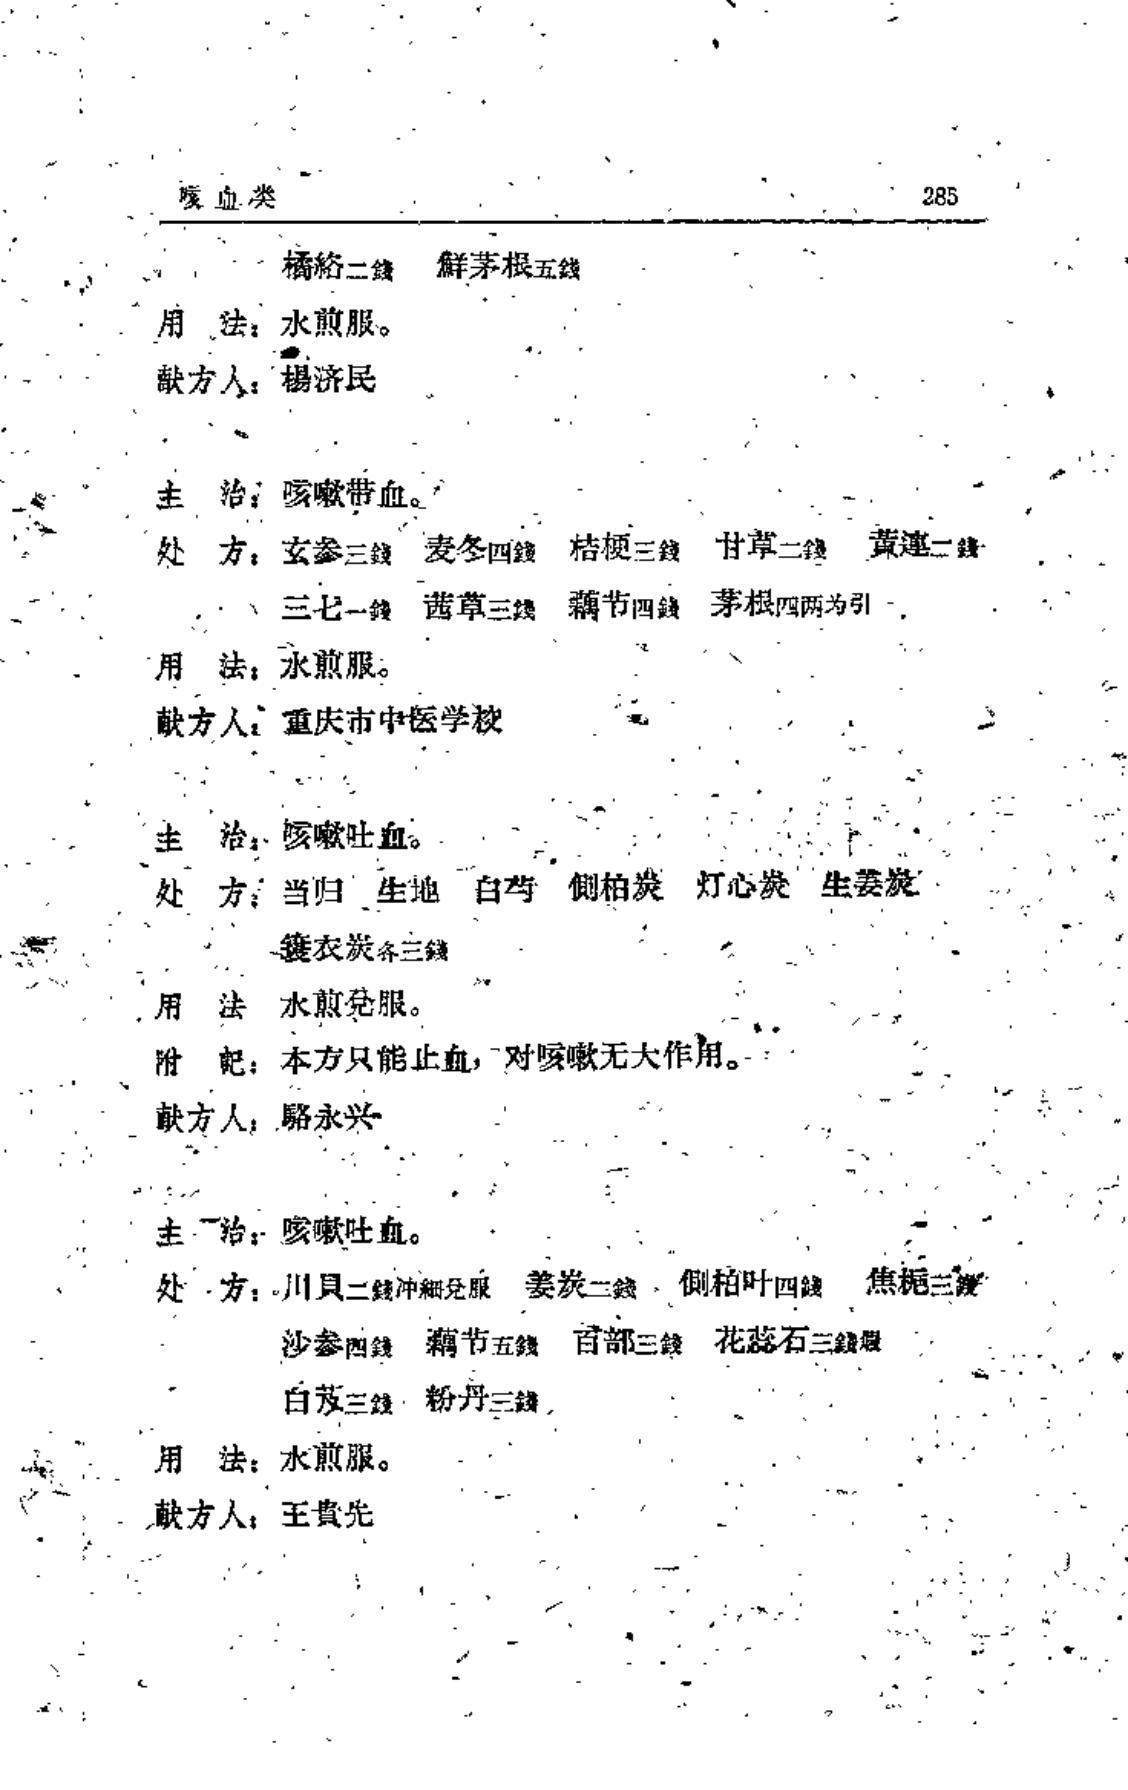 咳血类 285
橘絡二錢 鮮茅根五錢
用 法：水煎服。
献方人：楊济民
主 治：咳嗽带血。
处 方：玄参三錢 麦冬四錢 桔梗三錢 甘草二錢 黄連二錢
三七一錢 茜草三錢 藕节四錢 茅根四两为引
用 法：水煎服。
献方人：重庆市中医学校
主 治：咳嗽吐血。
处 方：当归 生地 白芍 側柏炭 灯心炭 生姜炭
蓑衣炭各三錢
用 法 水煎兌服。
附 記：本方只能止血，对咳嗽无大作用。
献方人：駱永兴
主 治：咳嗽吐血。
处 方：川貝二錢冲細兌服 姜炭二錢 側柏叶四錢 焦梔三錢
沙参四錢 藕节五錢 百部三錢 花蕊石三錢煅
白芨三錢 粉丹三錢
用 法：水煎服。
献方人：王貴先